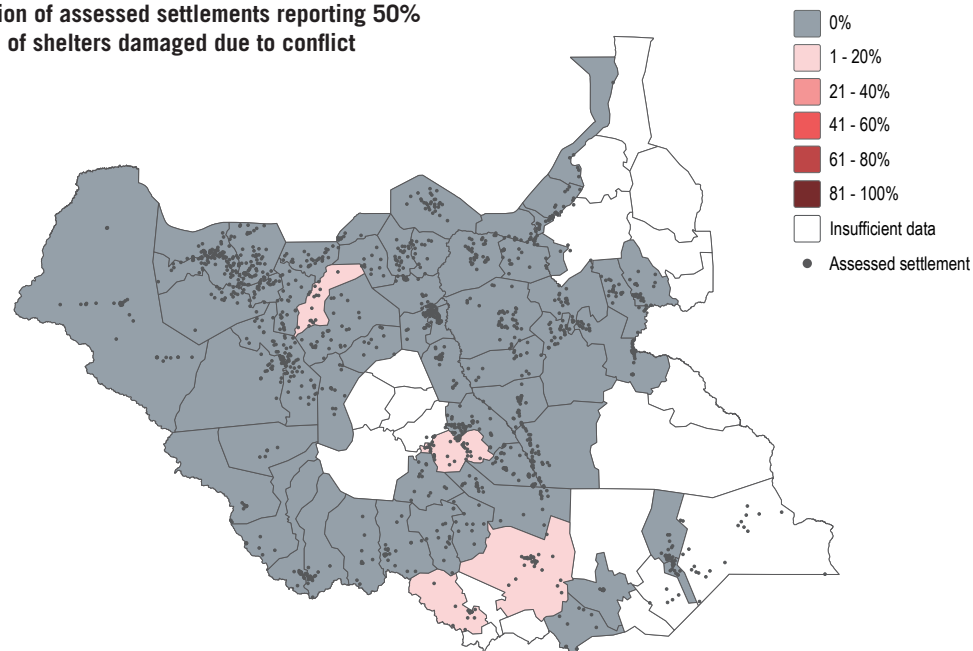 of assessed settlements reporting 50%
of shelters damaged due to conflict
0%
1 - 20%
21 - 40%
41 - 60%
61 - 80%
81 - 100%
Insufficient data
Assessed settlement